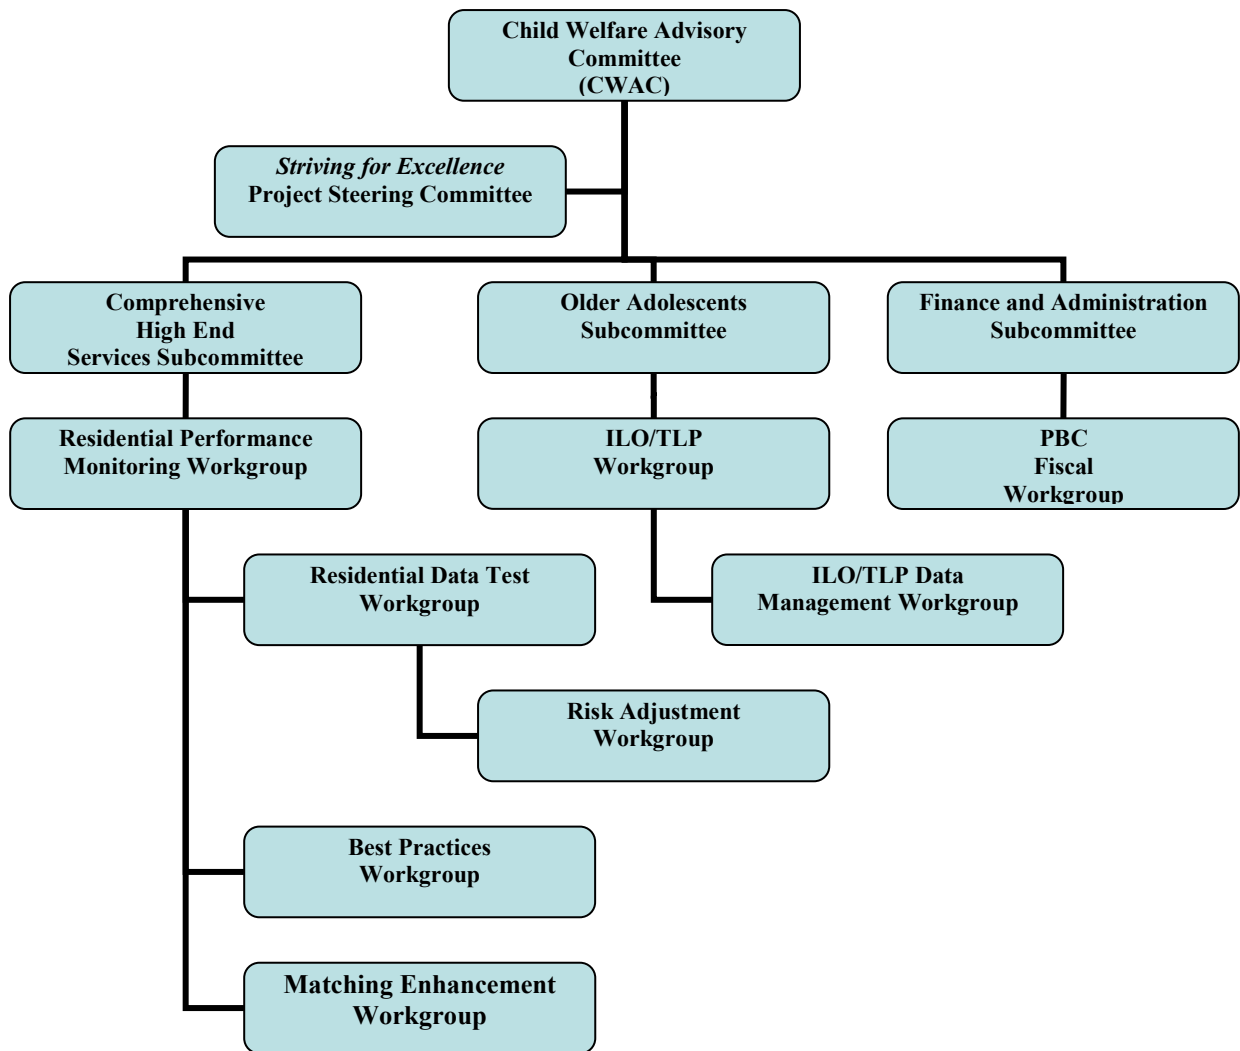 Child Welfare Advisory
Committee
(CWAC)
Striving for Excellence
Project Steering Committee
Comprehensive
High End
Services Subcommittee
Older Adolescents
Subcommittee
Finance and Administration
Subcommittee
Residential Performance
Monitoring Workgroup
ILO/TLP
Workgroup
PBC
Fiscal
Workgroup
Residential Data Test
Workgroup
ILO/TLP Data
Management Workgroup
Risk Adjustment
Workgroup
Best Practices
Workgroup
Matching Enhancement
Workgroup